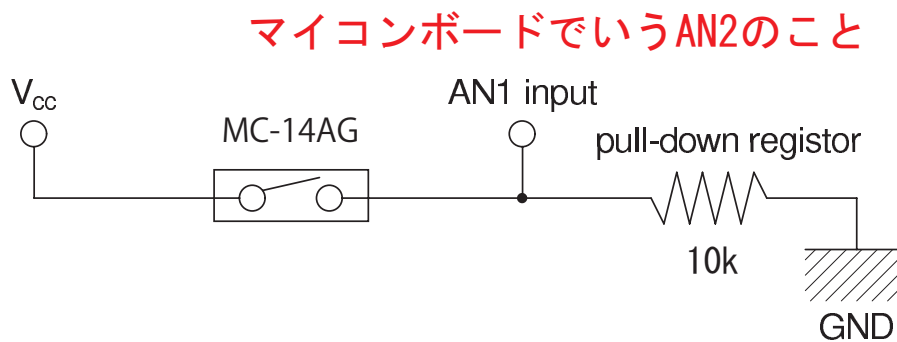 マイコンボードでいうAN2のこと
Vcc
AN1 input
MC-14AG
pull-down registor
10k
GND